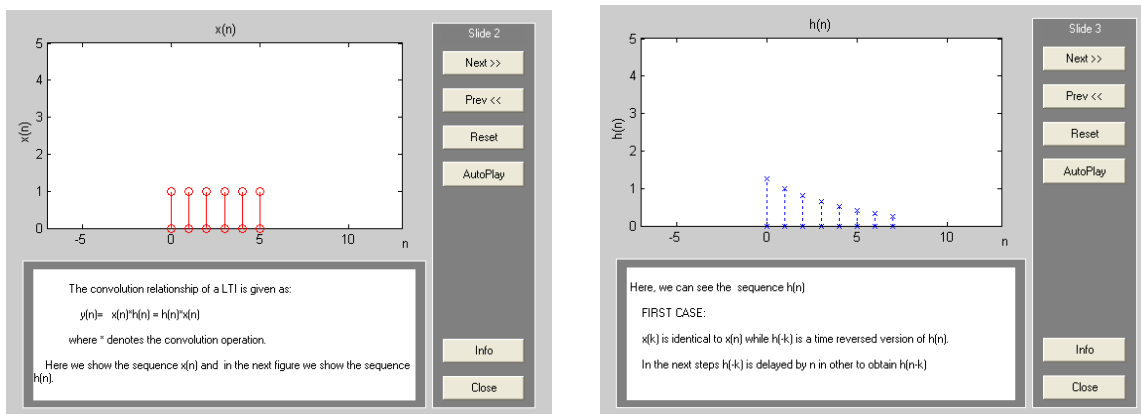 x(n)
5
4
3
2
1
0
x(n)
-5
0
5
10
n
Slide 2
Next >>
Prev <<
Reset
AutoPlay
Info
Close
The convolution relationship of a LTI is given as:
y(n)= x(n)*h(n) = h(n)*x(n)
where * denotes the convolution operation.
Here we show the sequence x(n) and in the next figure we show the sequence
h(n).
h(n)
5
4
3
2
1
0
h(n)
-5
0
5
10
n
Slide 3
Next >>
Prev <<
Reset
AutoPlay
Info
Close
Here, we can see the sequence h(n)
FIRST CASE:
x(k) is identical to x(n) while h(-k) is a time reversed version of h(n).
In the next steps h(-k) is delayed by n in other to obtain h(n-k)